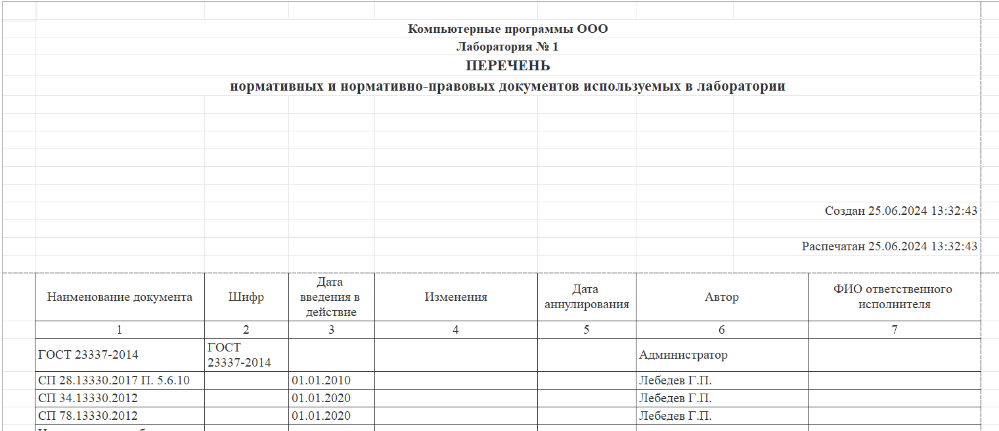 Компьютерные программы ООО
Лаборатория № 1
ПЕРЕЧЕНЬ
нормативных и нормативно-правовых документов используемых в лаборатории
Создан 25.06.2024 13:32:43
Распечатан 25.06.2024 13:32:43
Наименование документа Шифр Дата введения в действие Изменения Дата аннулирования Автор ФИО ответственного исполнителя
1 2 3 4 5 6 7
ГОСТ 23337-2014 ГОСТ 23337-2014 Администратор
СП 28.13330.2017 П. 5.6.10 01.01.2010 Лебедев Г.П.
СП 34.13330.2012 01.01.2020 Лебедев Г.П.
СП 78.13330.2012 01.01.2020 Лебедев Г.П.